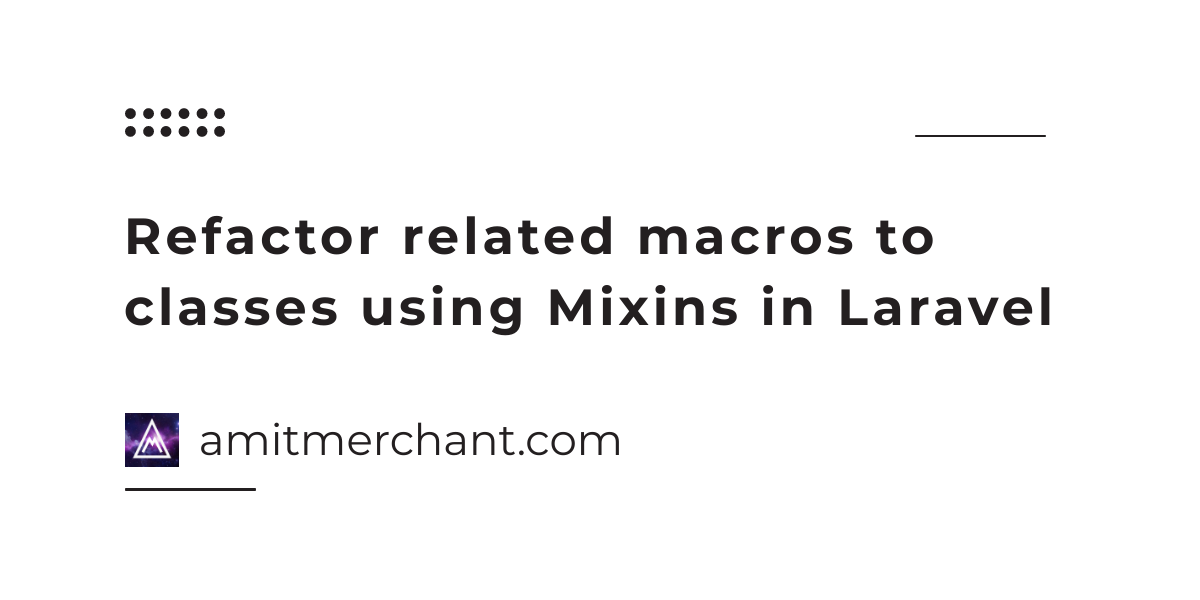 Refactor related macros to
classes using Mixins in Laravel
amitmerchant.com